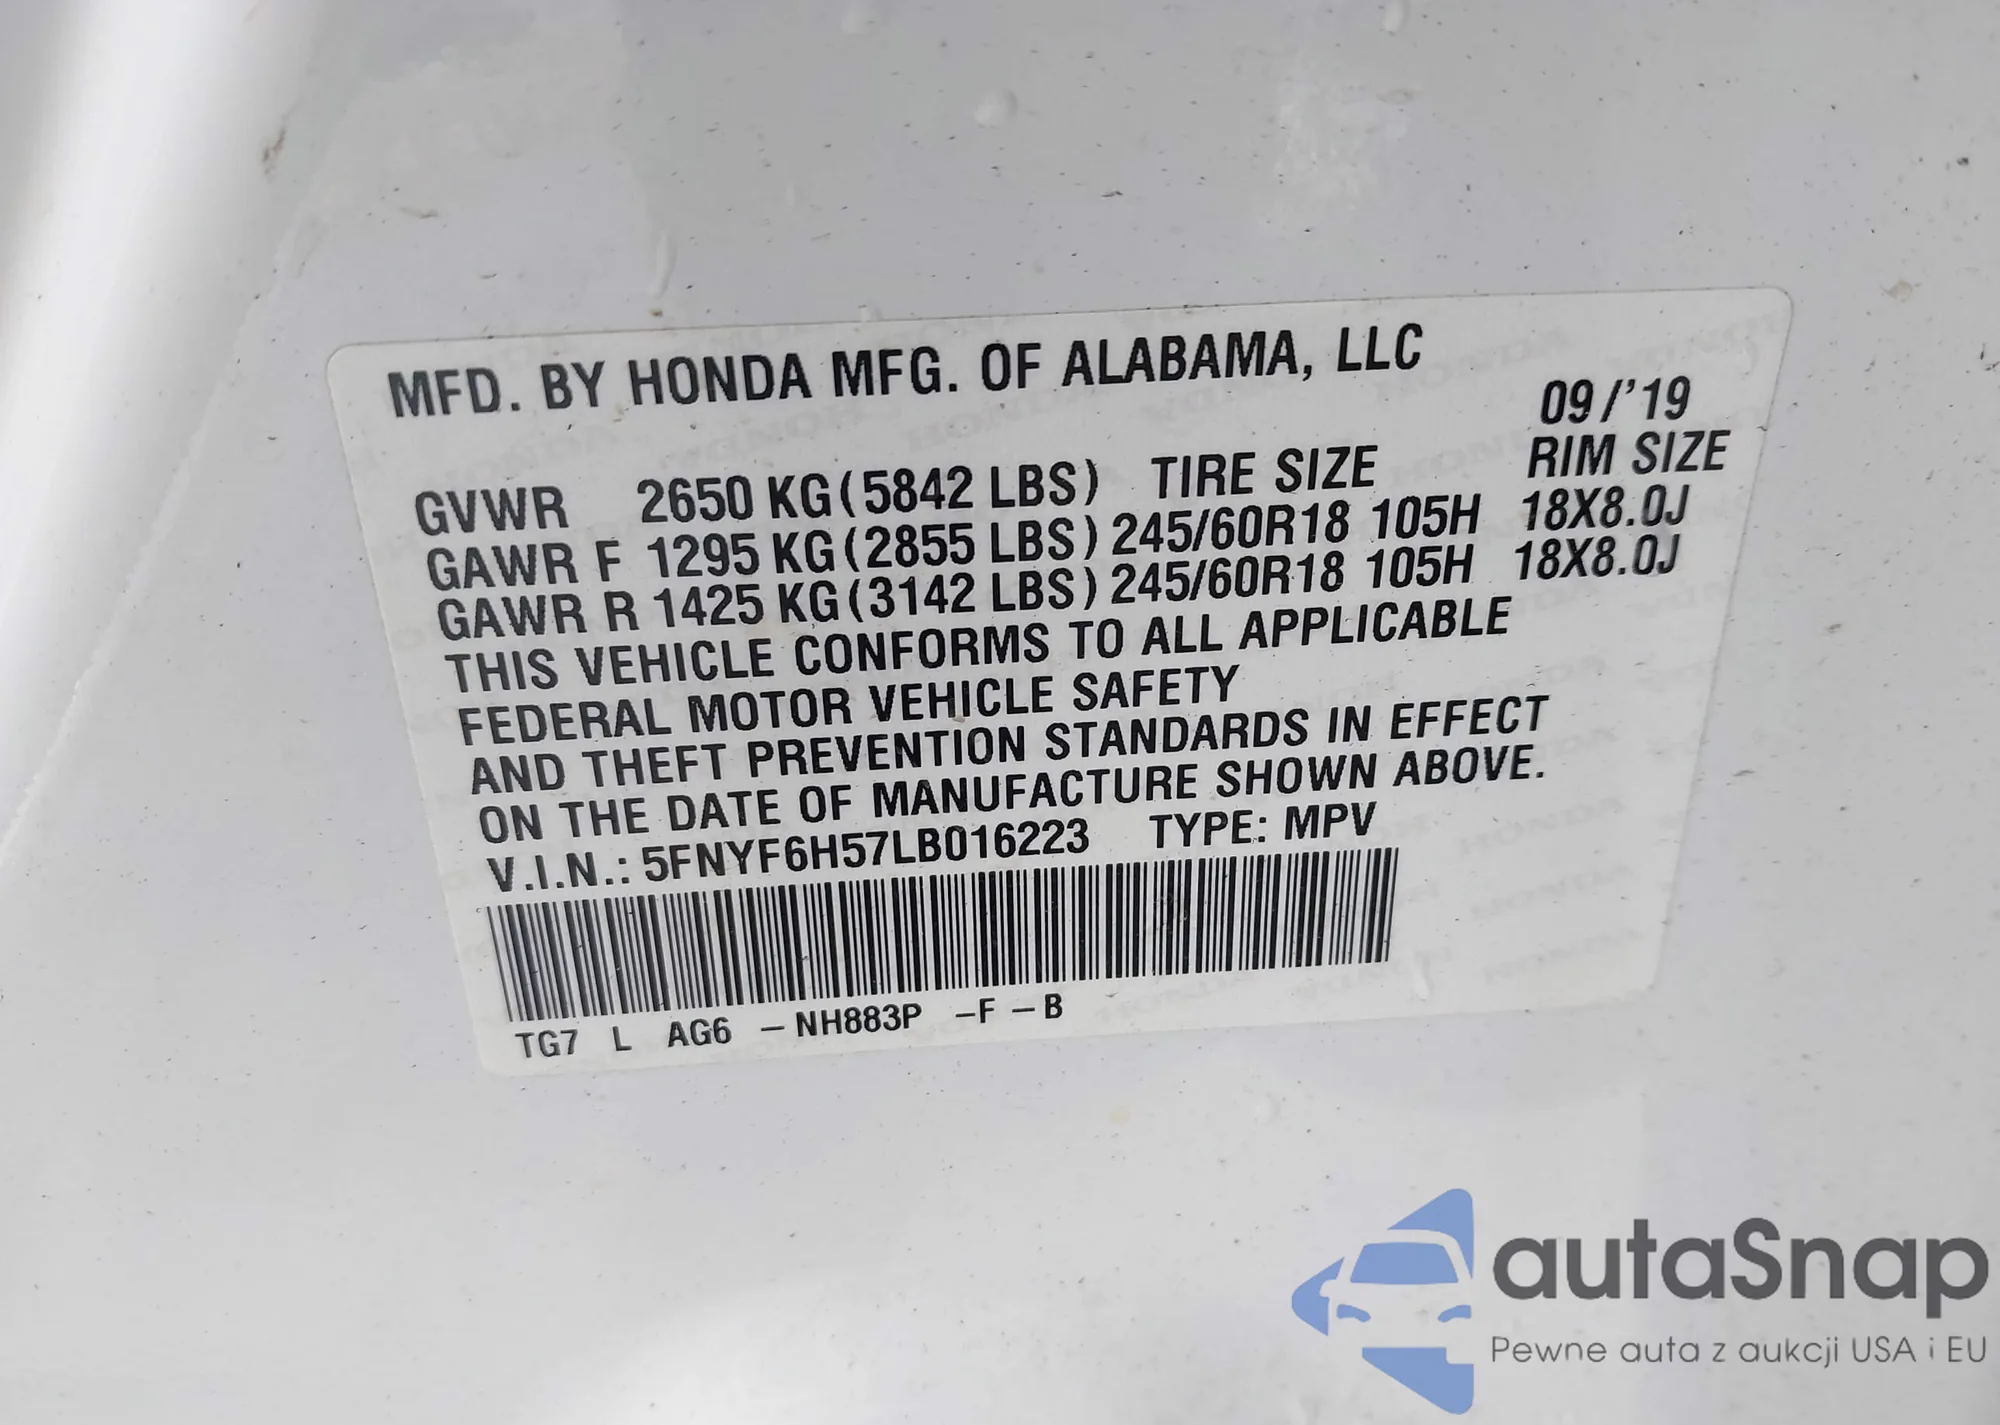 MFD. BY HONDA MFG. OF ALABAMA, LLC
09/'19
GVWR 2650 KG(5842 LBS) TIRE SIZE RIM SIZE
GAWR F 1295 KG(2855 LBS) 245/60R18 105H 18X8.0J
GAWR R 1425 KG(3142 LBS) 245/60R18 105H 18X8.0J
THIS VEHICLE CONFORMS TO ALL APPLICABLE
FEDERAL MOTOR VEHICLE SAFETY
AND THEFT PREVENTION STANDARDS IN EFFECT
ON THE DATE OF MANUFACTURE SHOWN ABOVE.
V.I.N.: 5FNYF6H57LB016223 TYPE: MPV
TG7 L AG6 –NH883P –F –B
autaSnap
Pewne auta z aukcji USA i EU